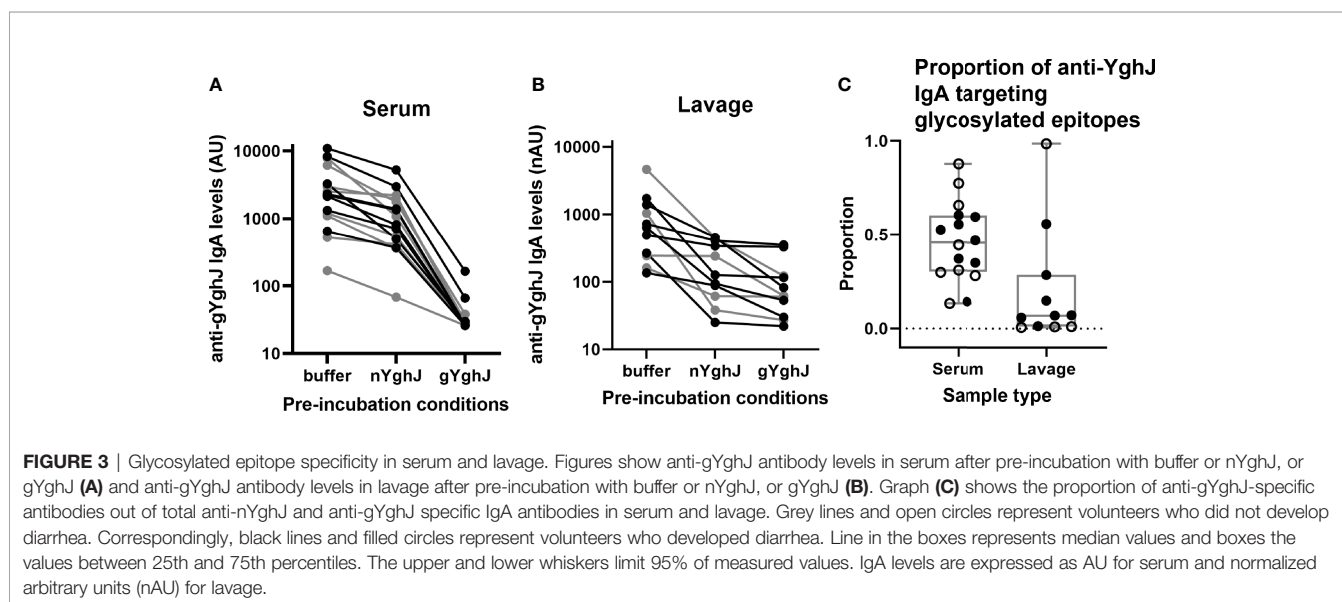 A
Serum
anti-gYghJ IgA levels (AU)
10000
1000
100
10
buffer nYghJ gYghJ
Pre-incubation conditions
B
Lavage
anti-gYghJ IgA levels (nAU)
10000
1000
100
10
buffer nYghJ gYghJ
Pre-incubation conditions
C
Proportion of anti-YghJ
IgA targeting
glycosylated epitopes
Proportion
1.0
0.5
0.0
Serum Lavage
Sample type
FIGURE 3 | Glycosylated epitope specificity in serum and lavage. Figures show anti-gYghJ antibody levels in serum after pre-incubation with buffer or nYghJ, or
gYghJ (A) and anti-gYghJ antibody levels in lavage after pre-incubation with buffer or nYghJ, or gYghJ (B). Graph (C) shows the proportion of anti-gYghJ-specific
antibodies out of total anti-nYghJ and anti-gYghJ specific IgA antibodies in serum and lavage. Grey lines and open circles represent volunteers who did not develop
diarrhea. Correspondingly, black lines and filled circles represent volunteers who developed diarrhea. Line in the boxes represents median values and boxes the
values between 25th and 75th percentiles. The upper and lower whiskers limit 95% of measured values. IgA levels are expressed as AU for serum and normalized
arbitrary units (nAU) for lavage.